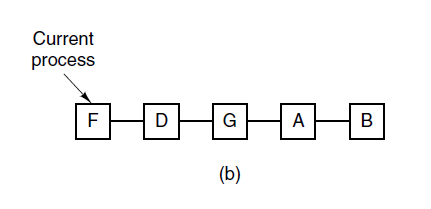 Current
process
F D G A B
(b)